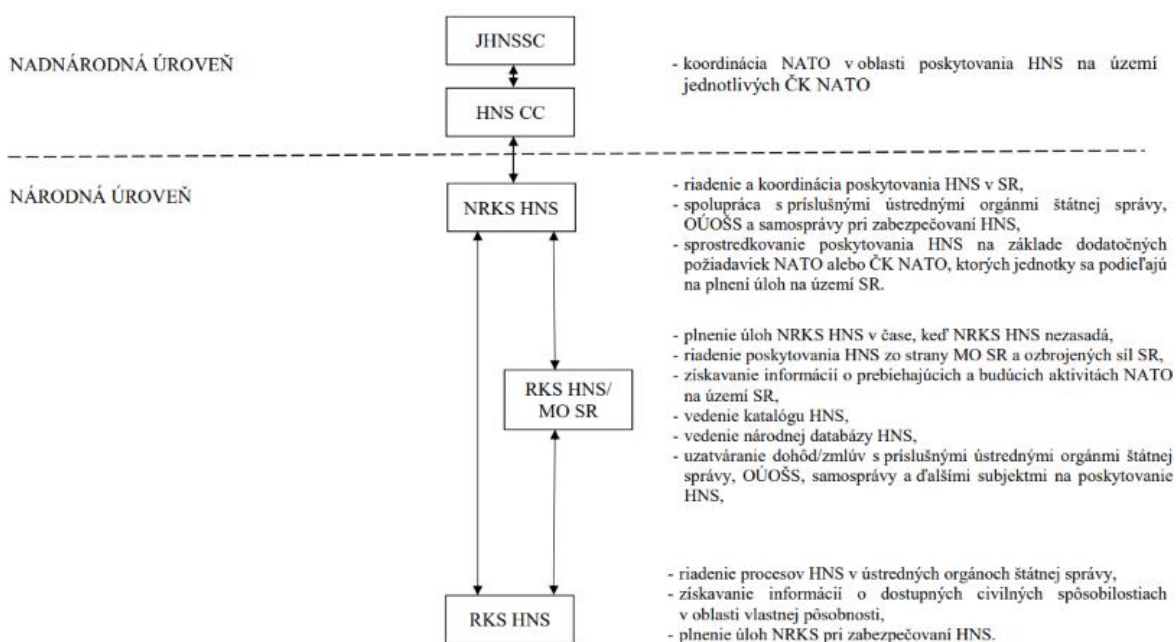 JHNSSC
NADNÁRODNÁ ÚROVEŇ
- koordinácia NATO v oblasti poskytovania HNS na území
jednotlivých ČK NATO
HNS CC
NÁRODNÁ ÚROVEŇ
NRKS HNS
- riadenie a koordinácia poskytovania HNS v SR,
- spolupráca s príslušnými ústrednými orgánmi štátnej správy,
OÚOŠS a samosprávy pri zabezpečovaní HNS,
- sprostredkovanie poskytovania HNS na základe dodatočných
požiadaviek NATO alebo ČK NATO, ktorých jednotky sa podieľajú
na plnení úloh na území SR.
RKS HNS/
MO SR
- plnenie úloh NRKS HNS v čase, keď NRKS HNS nezasadá,
- riadenie poskytovania HNS zo strany MO SR a ozbrojených síl SR,
- získavanie informácií o prebiehajúcich a budúcich aktivitách NATO
na území SR,
- vedenie katalógu HNS,
- vedenie národnej databázy HNS,
- uzatváranie dohôd/zmlúv s príslušnými ústrednými orgánmi štátnej
správy, OÚOŠS, samosprávy a ďalšími subjektmi na poskytovanie
HNS,
RKS HNS
- riadenie procesov HNS v ústredných orgánoch štátnej správy,
- získavanie informácií o dostupných civilných spôsobilostiach
v oblasti vlastnej pôsobnosti,
- plnenie úloh NRKS pri zabezpečovaní HNS.